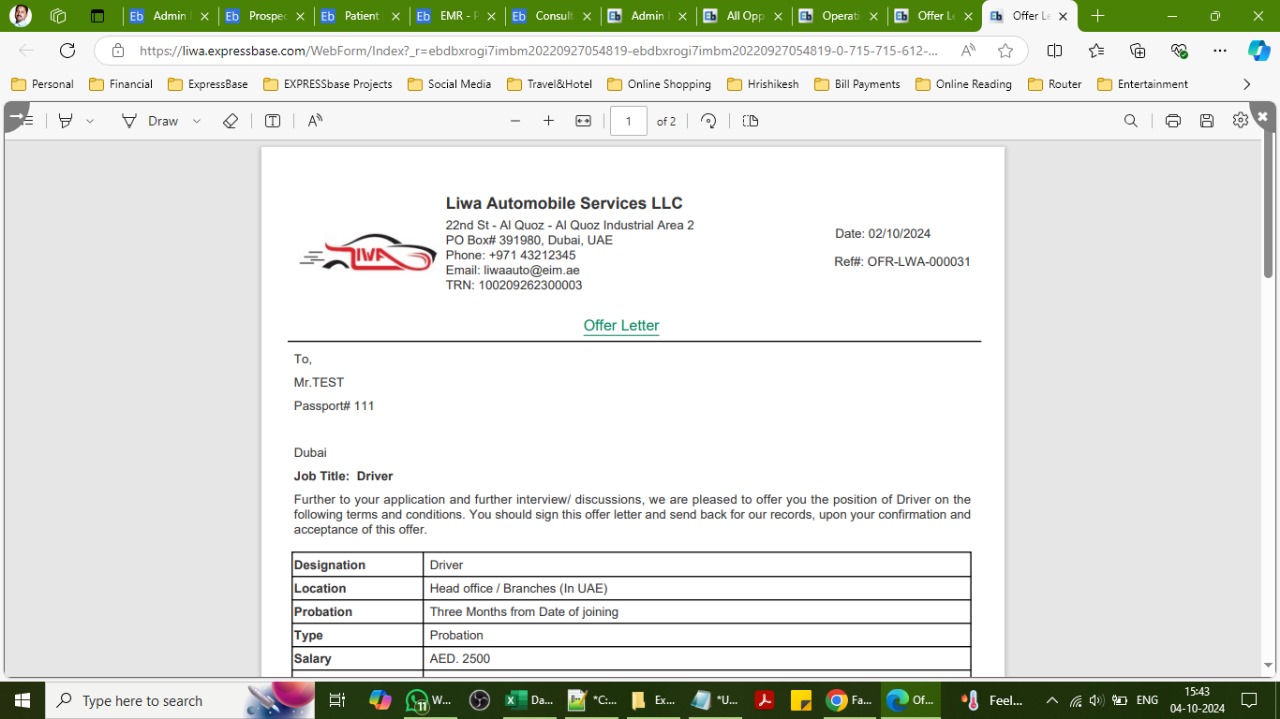 Admin
Prospec
Patient
EMR - P
Consult
Admin
All Opp
Operati
Offer L
Offer Le
https://liwa.expressbase.com/WebForm/Index?_r=ebdbxrogi7imbm20220927054819-ebdbxrogi7imbm20220927054819-0-715-715-612-...
Personal
Financial
ExpressBase
EXPRESSbase Projects
Social Media
Travel&Hotel
Online Shopping
Hrishikesh
Bill Payments
Online Reading
Router
Entertainment
Draw
1 of 2
LIWA
Liwa Automobile Services LLC
22nd St - Al Quoz - Al Quoz Industrial Area 2
PO Box# 391980, Dubai, UAE
Phone: +971 43212345
Email: liwaauto@eim.ae
TRN: 100209262300003
Date: 02/10/2024
Ref#: OFR-LWA-000031
Offer Letter
To,
Mr.TEST
Passport# 111
Dubai
Job Title: Driver
Further to your application and further interview/ discussions, we are pleased to offer you the position of Driver on the
following terms and conditions. You should sign this offer letter and send back for our records, upon your confirmation and
acceptance of this offer.
Designation Driver
Location Head office / Branches (In UAE)
Probation Three Months from Date of joining
Type Probation
Salary AED. 2500
Type here to search
11
W...
Da...
*C:...
Ex...
*U...
Fa...
Of...
Feel...
ENG
15:43
04-10-2024